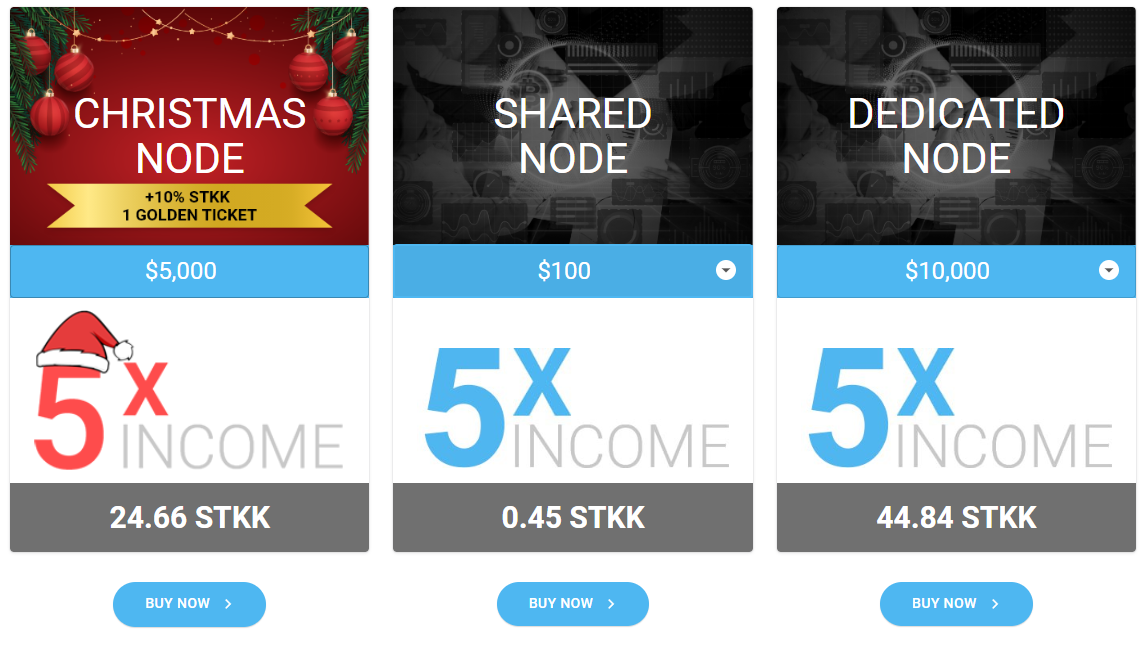 CHRISTMAS
NODE
+10% STKK
1 GOLDEN TICKET
$5,000
5X
INCOME
24.66 STKK
BUY NOW
SHARED
NODE
$100
5X
INCOME
0.45 STKK
BUY NOW
DEDICATED
NODE
$10,000
5X
INCOME
44.84 STKK
BUY NOW